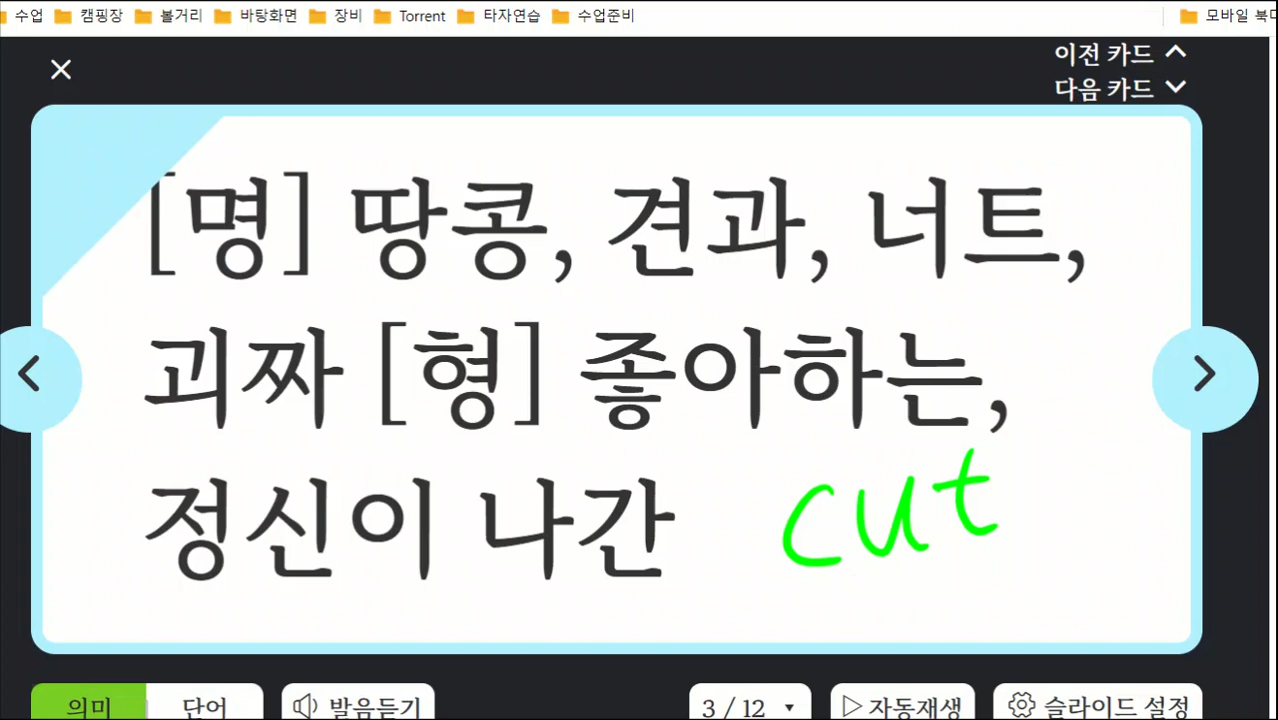 수업 캠핑장 볼거리 바탕화면 장비 Torrent 타자연습 수업준비 모바일 북
이전 카드
다음 카드
[명] 땅콩, 견과, 너트,
괴짜 [형] 좋아하는,
정신이 나간 cut
의미 단어 발음듣기 3 / 12 자동재생 슬라이드 설정